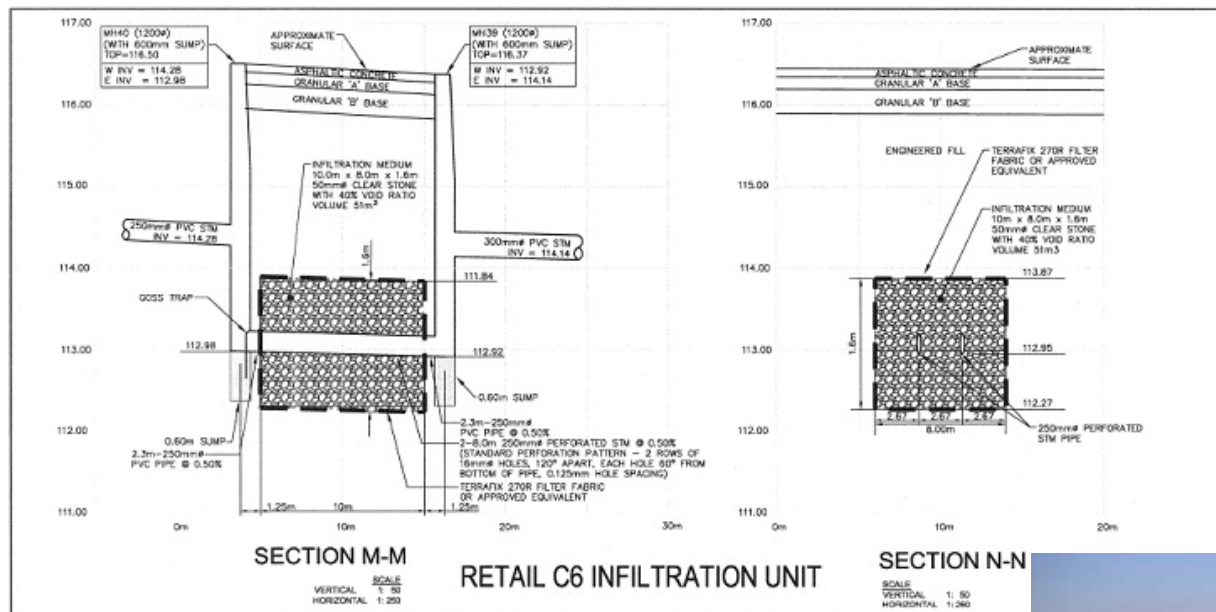 117.00
116.00
115.00
114.00
113.00
112.00
111.00
MH40 (1200ø)
(WITH 600mm SUMP)
TOP=116.50
W INV = 114.28
E INV = 112.98
APPROXIMATE
SURFACE
MH39 (1200ø)
(WITH 600mm SUMP)
TOP=116.37
W INV = 112.92
E INV = 114.14
ASPHALTIC CONCRETE
GRANULAR "A" BASE
GRANULAR 'B' BASE
INFILTRATION MEDIUM
10.0m x 8.0m x 1.6m
50mmø CLEAR STONE
WITH 40% VOID RATIO
VOLUME 51m³
250mmø PVC STM
INV = 114.28
300mmø PVC STM
INV = 114.14
1.6m
111.84
GOSS TRAP
112.98
112.92
0.60m SUMP
0.60m SUMP
2.3m-250mmø
PVC PIPE @ 0.50%
2.3m-250mmø
PVC PIPE @ 0.50%
2-8.0m 250mmø PERFORATED STM @ 0.50%
(STANDARD PERFORATION PATTERN - 2 ROWS OF
16mmø HOLES, 120° APART, EACH HOLE 60° FROM
BOTTOM OF PIPE, 0.125mm HOLE SPACING)
TERRAFIX 270R FILTER FABRIC
OR APPROVED EQUIVALENT
1.25m
10m
1.25m
0m
10m
20m
30m
SECTION M-M
SCALE
VERTICAL 1: 50
HORIZONTAL 1: 250
RETAIL C6 INFILTRATION UNIT
117.00
116.00
115.00
114.00
113.00
112.00
111.00
APPROXIMATE
SURFACE
ASPHALTIC CONCRETE
GRANULAR "A" BASE
GRANULAR 'B' BASE
ENGINEERED FILL
TERRAFIX 270R FILTER
FABRIC OR APPROVED
EQUIVALENT
INFILTRATION MEDIUM
10m x 8.0m x 1.6m
50mmø CLEAR STONE
WITH 40% VOID RATIO
VOLUME 51m3
113.87
1.6m
112.95
112.27
2.67
2.67
2.67
8.00m
250mmø PERFORATED
STM PIPE
0m
10m
20m
SECTION N-N
SCALE
VERTICAL 1: 50
HORIZONTAL 1: